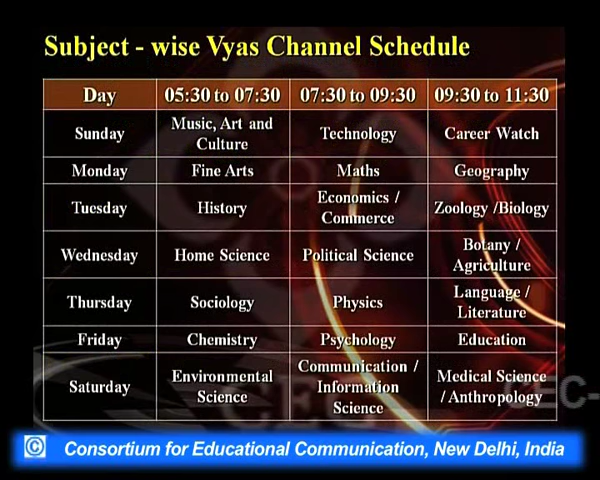 Subject - wise Vyas Channel Schedule
Day 05:30 to 07:30 07:30 to 09:30 09:30 to 11:30
Sunday Music, Art and Culture Technology Career Watch
Monday Fine Arts Maths Geography
Tuesday History Economics / Commerce Zoology /Biology
Wednesday Home Science Political Science Botany / Agriculture
Thursday Sociology Physics Language / Literature
Friday Chemistry Psychology Education
Saturday Environmental Science Communication / Information Science Medical Science / Anthropology
CEC-
© Consortium for Educational Communication, New Delhi, India